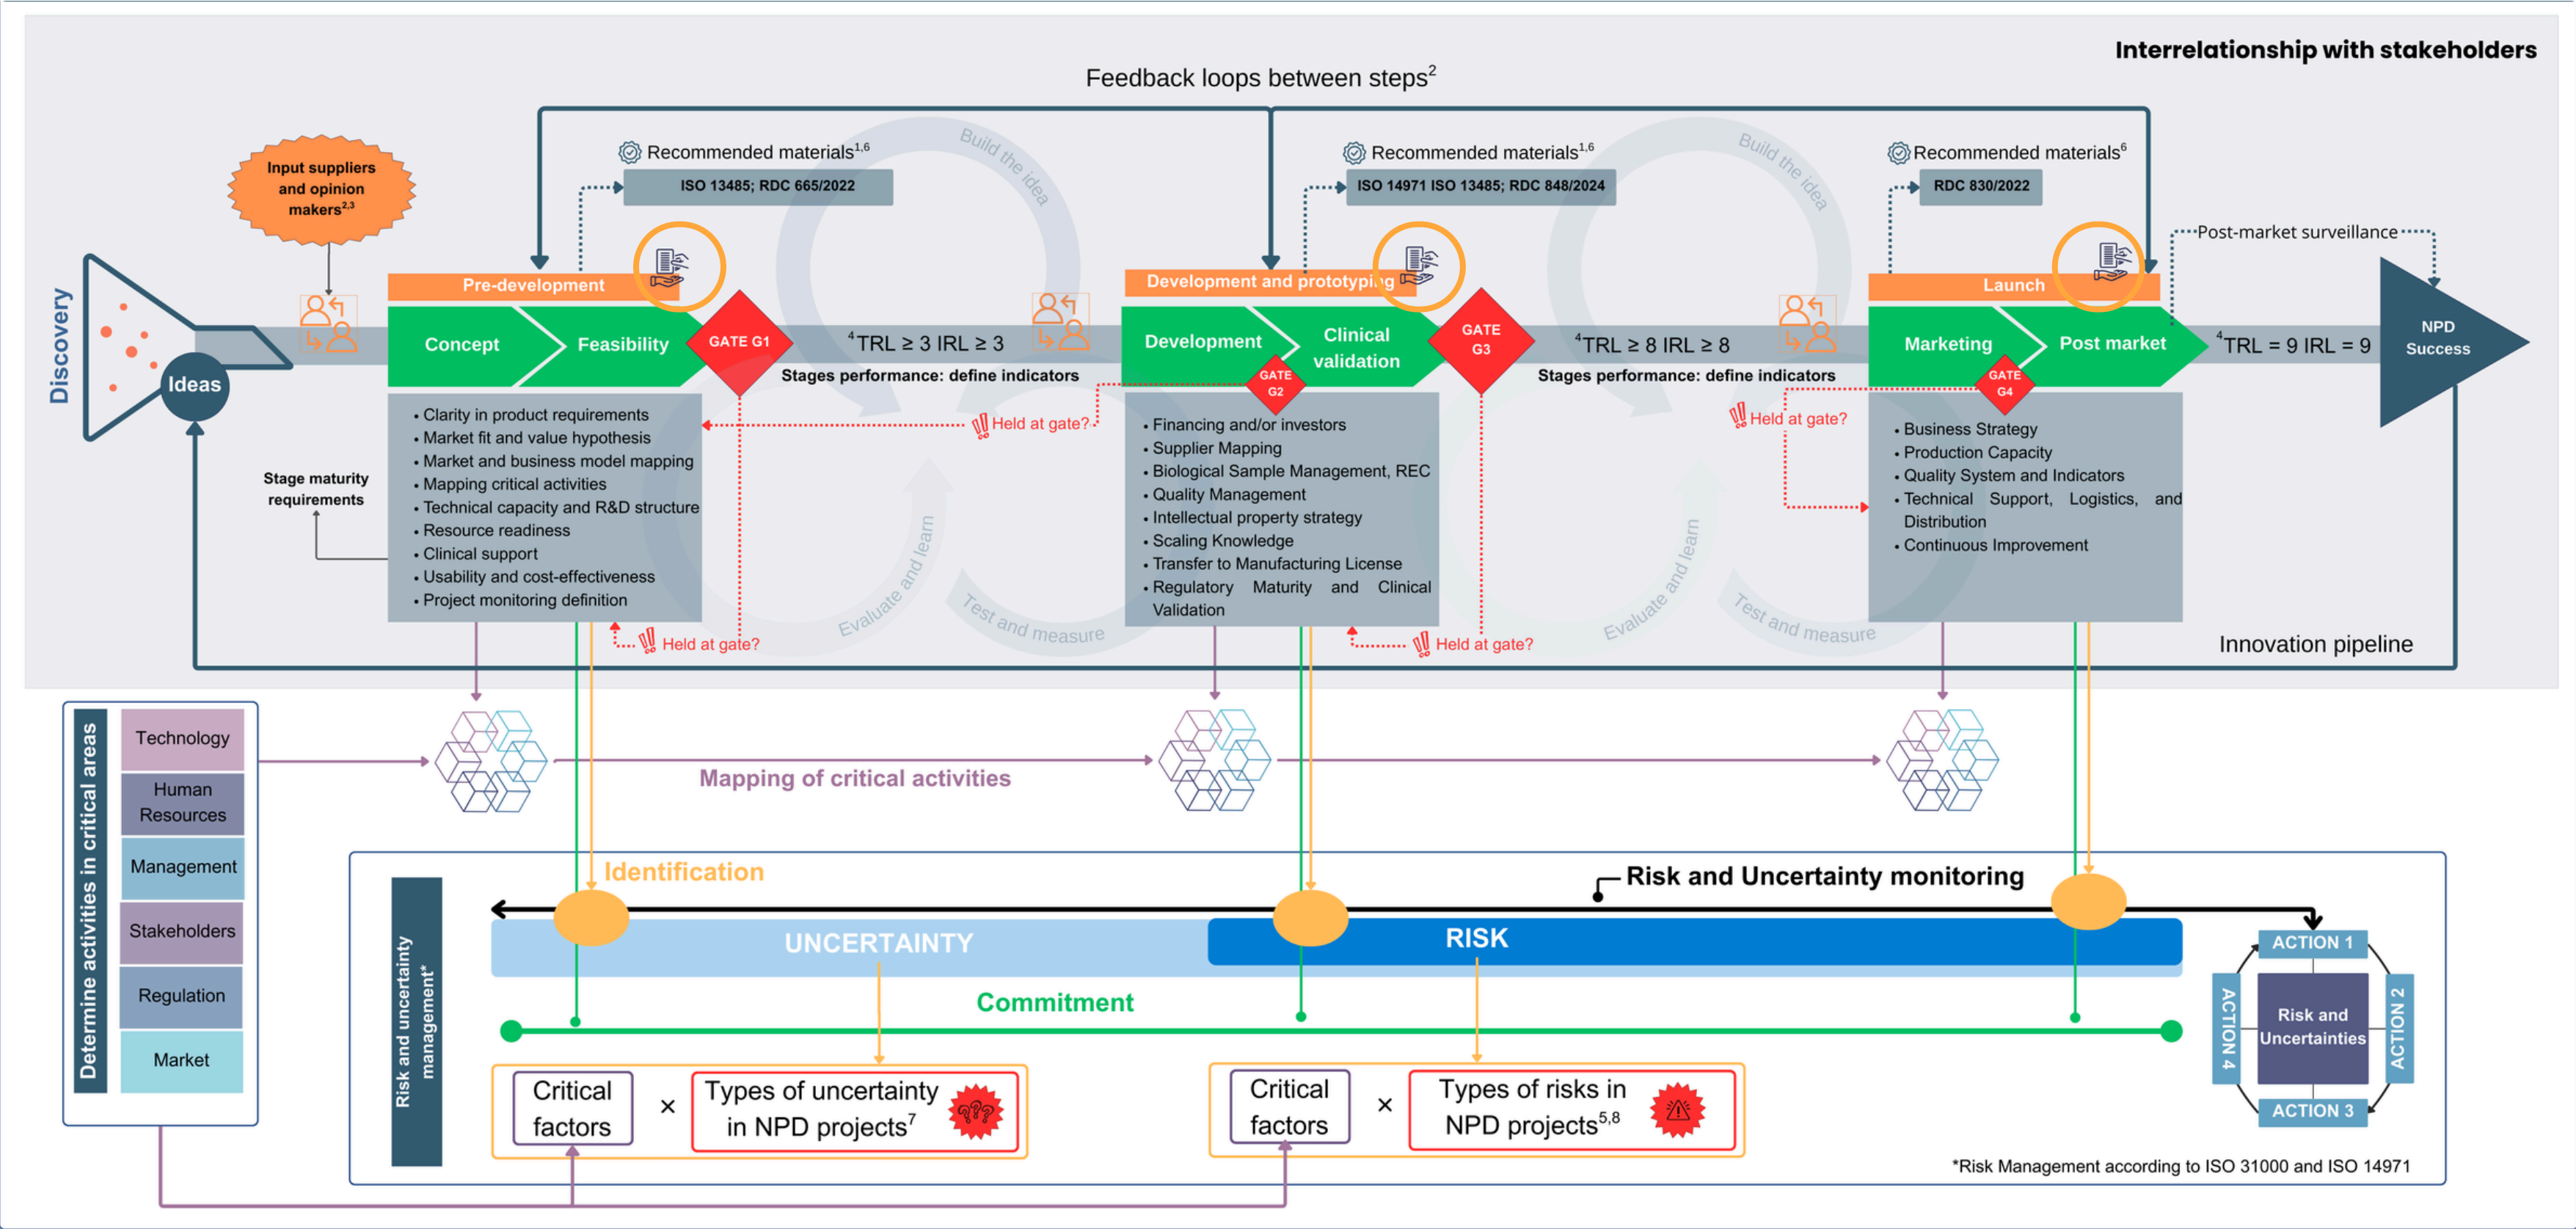 Interrelationship with stakeholders
Feedback loops between steps2
Input suppliers
and opinion
makers2,3
Recommended materials1,6
ISO 13485; RDC 665/2022
Build the idea
Recommended materials1,6
ISO 14971 ISO 13485; RDC 848/2024
Build the idea
Recommended materials6
RDC 830/2022
Post-market surveillance
Discovery
Ideas
Pre-development
Concept
Feasibility
GATE G1
4TRL ≥ 3 IRL ≥ 3
Stages performance: define indicators
Development and prototyping
Development
Clinical
validation
GATE
G2
GATE
G3
4TRL ≥ 8 IRL ≥ 8
Stages performance: define indicators
Launch
Marketing
Post market
GATE
G4
4TRL = 9 IRL = 9
NPD
Success
Stage maturity
requirements
• Clarity in product requirements
• Market fit and value hypothesis
• Market and business model mapping
• Mapping critical activities
• Technical capacity and R&D structure
• Resource readiness
• Clinical support
• Usability and cost-effectiveness
• Project monitoring definition
Held at gate?
Held at gate?
Evaluate and learn
Test and measure
• Financing and/or investors
• Supplier Mapping
• Biological Sample Management, REC
• Quality Management
• Intellectual property strategy
• Scaling Knowledge
• Transfer to Manufacturing License
• Regulatory Maturity and Clinical
Validation
Held at gate?
Held at gate?
Evaluate and learn
Test and measure
• Business Strategy
• Production Capacity
• Quality System and Indicators
• Technical Support, Logistics, and
Distribution
• Continuous Improvement
Innovation pipeline
Determine activities in critical areas
Technology
Human
Resources
Management
Stakeholders
Regulation
Market
Mapping of critical activities
Risk and uncertainty
management*
Identification
Risk and Uncertainty monitoring
UNCERTAINTY
RISK
Commitment
Critical
factors
×
Types of uncertainty
in NPD projects7
???
Critical
factors
×
Types of risks in
NPD projects5,8
ACTION 1
ACTION 2
ACTION 3
ACTION 4
Risk and
Uncertainties
*Risk Management according to ISO 31000 and ISO 14971